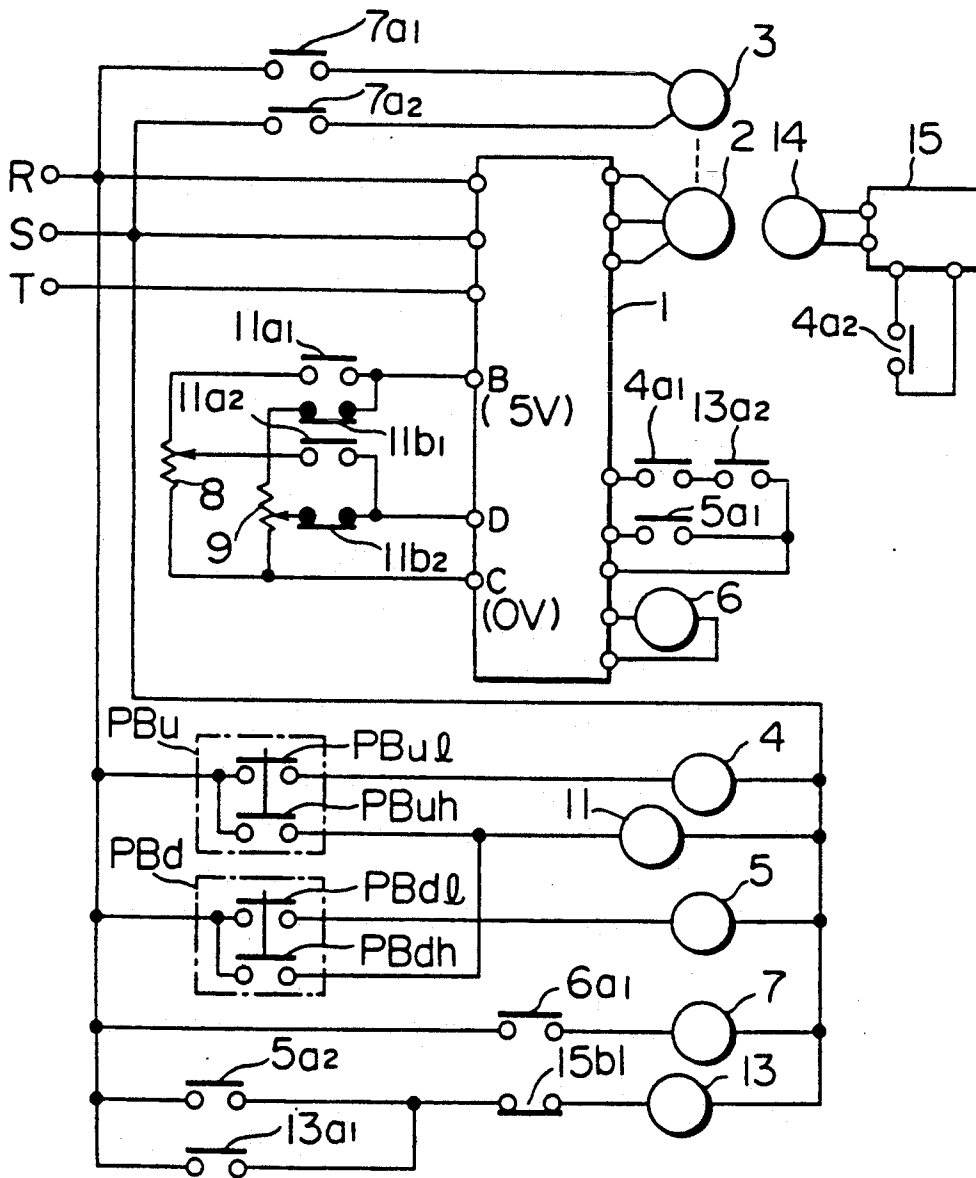 7a1
3
7a2
2
14
15
R
S
T
1
11a1
4a2
B
(5V)
11a2
4a1
13a2
11b1
8
5a1
9
D
11b2
C
(0V)
6
PBu
PBuℓ
4
PBuh
11
PBd
PBdℓ
5
PBdh
6a1
7
5a2
15b1
13
13a1